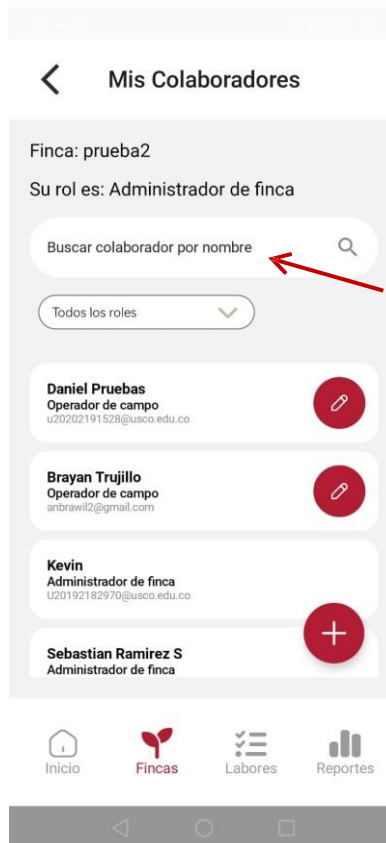 Mis Colaboradores
Finca: prueba2
Su rol es: Administrador de finca
Buscar colaborador por nombre
Todos los roles
Daniel Pruebas
Operador de campo
u20202191528@usco.edu.co
Brayan Trujillo
Operador de campo
anbrawil2@gmail.com
Kevin
Administrador de finca
U20192182970@usco.edu.co
Sebastian Ramirez S
Administrador de finca
Inicio Fincas Labores Reportes